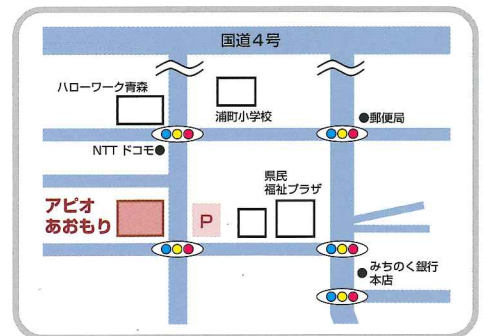 国道4号
ハローワーク青森
浦町小学校
郵便局
NTT ドコモ
県民
福祉プラザ
アピオ
あおもり
P
みちのく銀行
本店